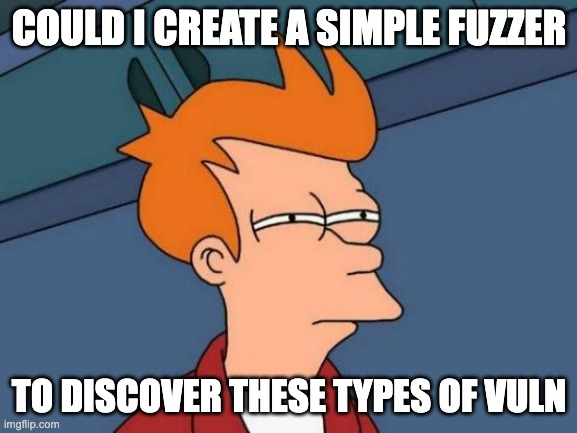 COULD I CREATE A SIMPLE FUZZER
TO DISCOVER THESE TYPES OF VULN
imgflip.com